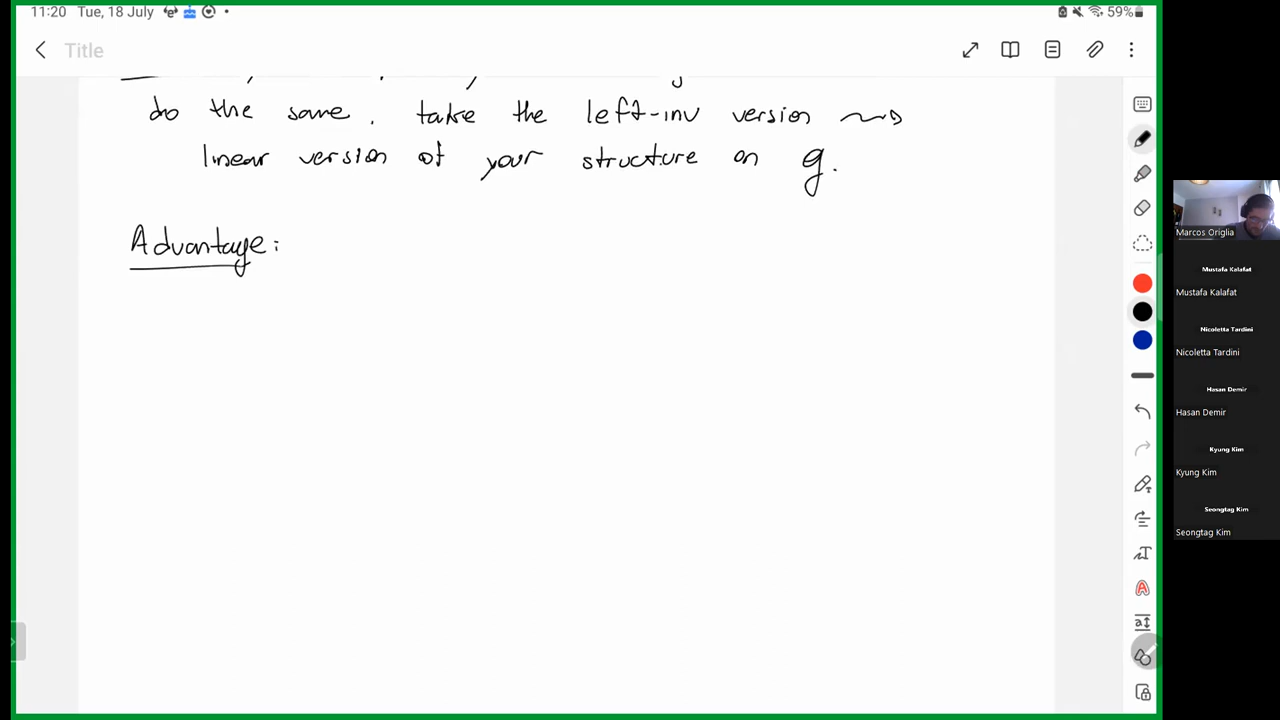 11:20 Tue, 18 July
59%
Title
do the same, take the left-inv version ⇝
linear version of your structure on g.
Advantage:
Marcos Origlia
Mustafa Kalafat
Mustafa Kalafat
Nicoletta Tardini
Nicoletta Tardini
Hasan Demir
Hasan Demir
Kyung Kim
Kyung Kim
Seongtag Kim
Seongtag Kim